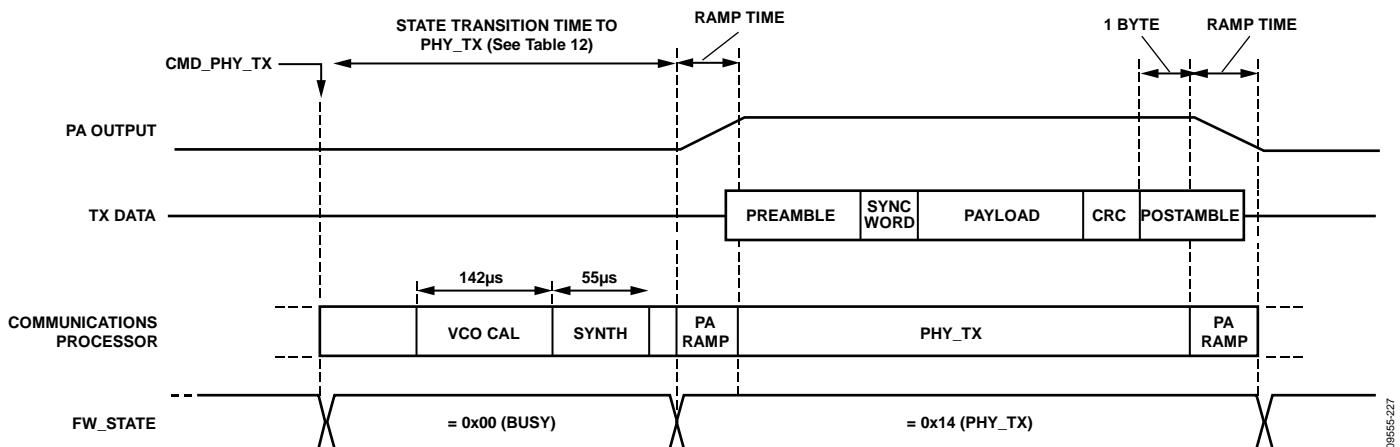 STATE TRANSITION TIME TO
PHY_TX (See Table 12)
RAMP TIME
1 BYTE
RAMP TIME
CMD_PHY_TX
PA OUTPUT
TX DATA
PREAMBLE
SYNC
WORD
PAYLOAD
CRC
POSTAMBLE
142µs
55µs
COMMUNICATIONS
PROCESSOR
VCO CAL
SYNTH
PA
RAMP
PHY_TX
PA
RAMP
FW_STATE
= 0x00 (BUSY)
= 0x14 (PHY_TX)
09555-227